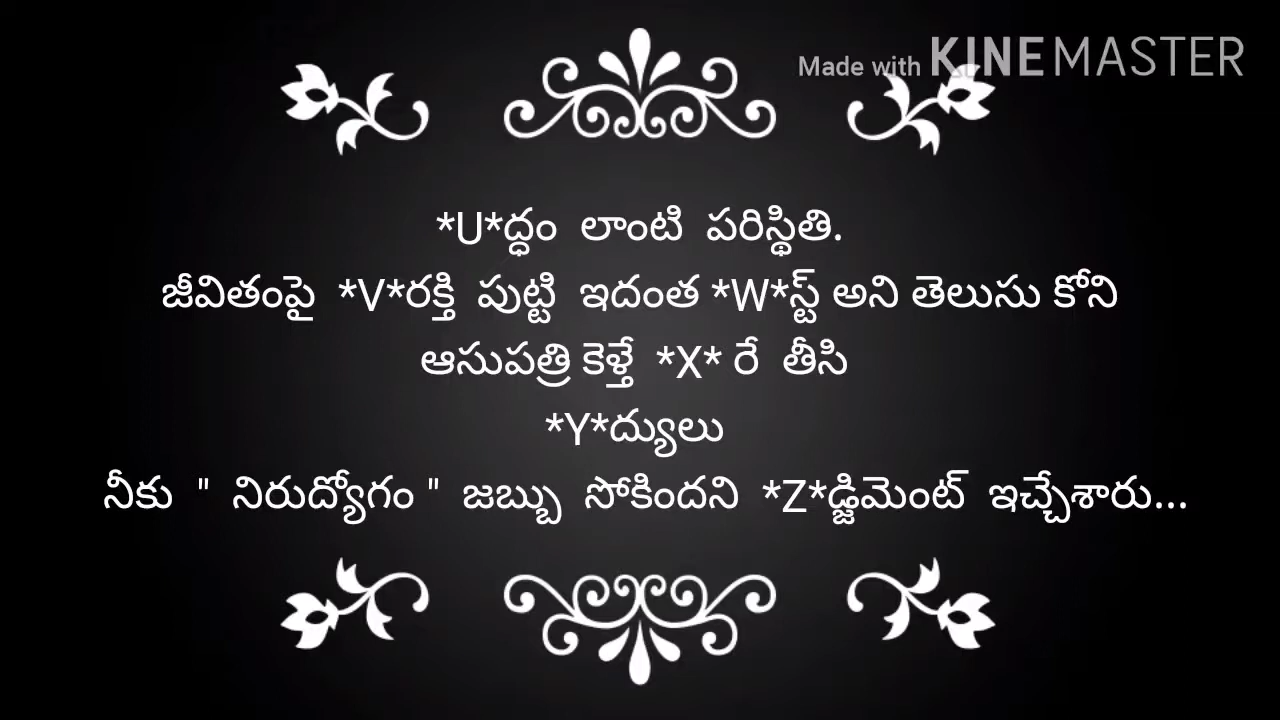 Made with KINEMASTER
*U*ద్ధం లాంటి పరిస్థితి.
జీవితంపై *V*రక్తి పుట్టి ఇదంత *W*స్ట్ అని తెలుసు కోని
ఆసుపత్రి కెళ్తే *X* రే తీసి
*Y*ద్యులు
నీకు " నిరుద్యోగం " జబ్బు సోకిందని *Z*డ్జిమెంట్ ఇచ్చేశారు...